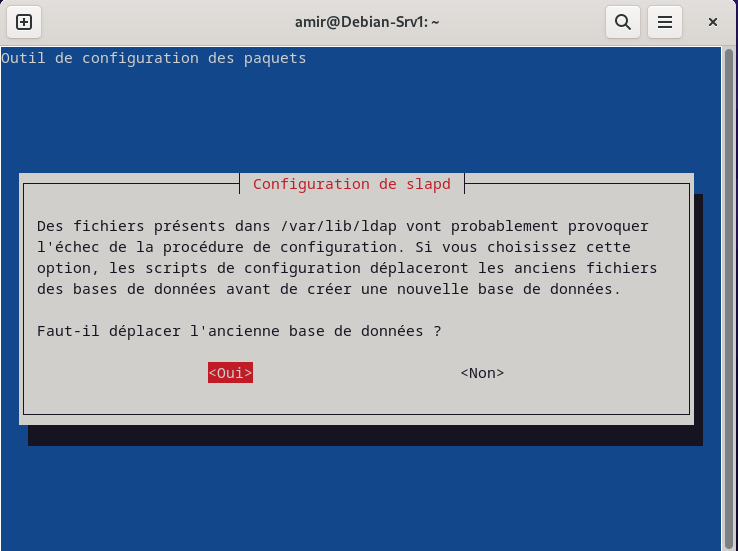 amir@Debian-Srv1: ~
Outil de configuration des paquets
Configuration de slapd
Des fichiers présents dans /var/lib/ldap vont probablement provoquer
l'échec de la procédure de configuration. Si vous choisissez cette
option, les scripts de configuration déplaceront les anciens fichiers
des bases de données avant de créer une nouvelle base de données.
Faut-il déplacer l'ancienne base de données ?
<Oui> <Non>